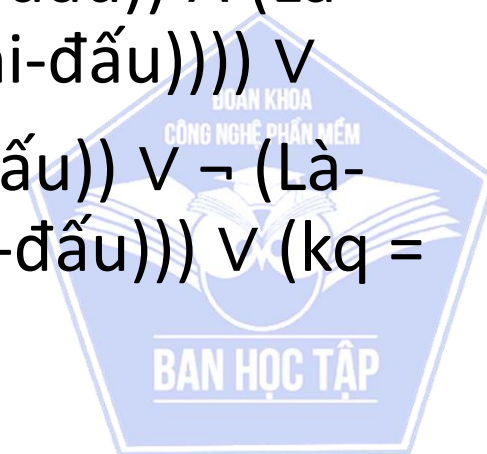 i-đấu)))) ∨
ĐOÀN KHOA
CÔNG NGHỆ PHẦN MỀM
ấu)) ∨ ¬ (Là-
-đấu))) ∨ (kq =
BAN HỌC TẬP